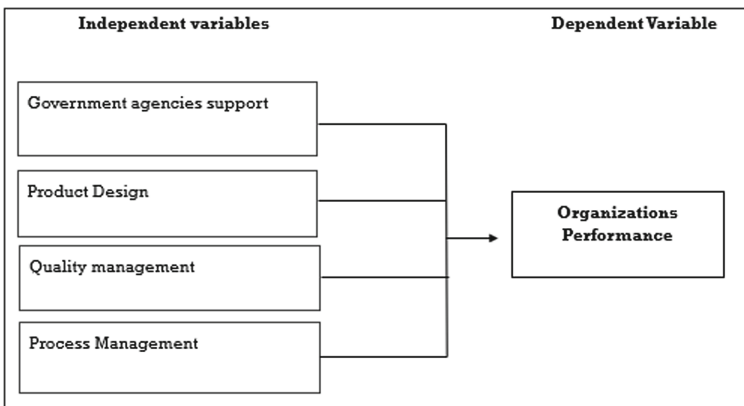 Independent variables
Dependent Variable
Government agencies support
Product Design
Quality management
Process Management
Organizations
Performance